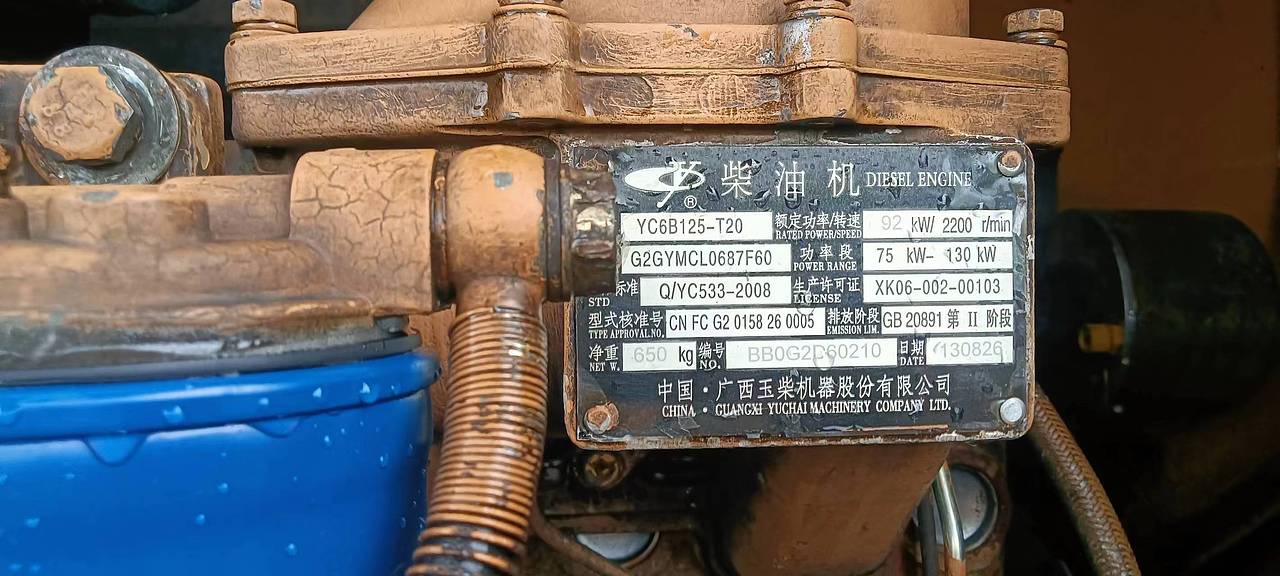 ® 柴油机 DIESEL ENGINE
YC6B125-T20 额定功率/转速 RATED POWER/SPEED 92 kW/ 2200 r/min
G2GYMCL0687F60 功率段 POWER RANGE 75 kW- 130 kW
标准 STD Q/YC533-2008 生产许可证 LICENSE XK06-002-00103
型式核准号 TYPE APPROVAL NO. CN FC G2 0158 26 0005 排放阶段 EMISSION LIM. GB 20891 第 II 阶段
净重 NET W. 650 kg 编号 NO. BB0G2D60210 日期 DATE 130826
中国·广西玉柴机器股份有限公司
CHINA · GUANGXI YUCHAI MACHINERY COMPANY LTD.